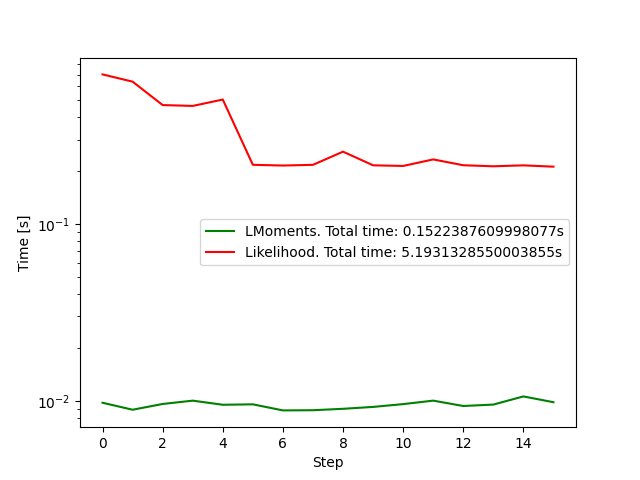 Time [s]
10⁻¹
10⁻²
LMoments. Total time: 0.1522387609998077s
Likelihood. Total time: 5.1931328550003855s
0 2 4 6 8 10 12 14
Step